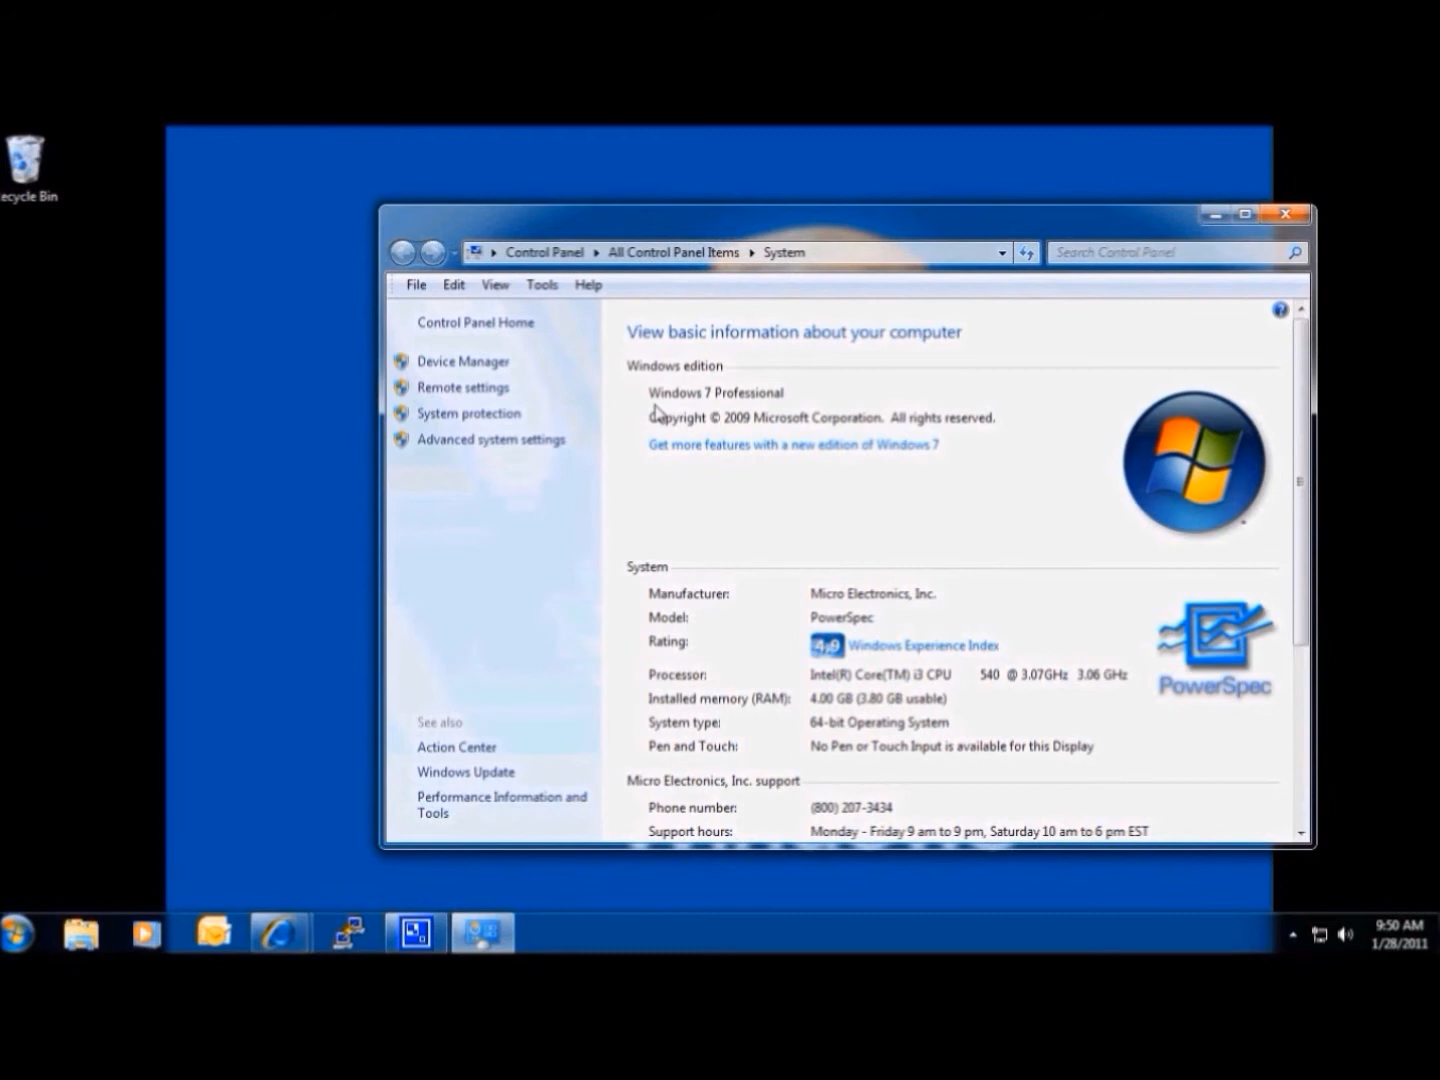 ecycle Bin
Control Panel
All Control Panel Items
System
Search Control Panel
File Edit View Tools Help
Control Panel Home
Device Manager
Remote settings
System protection
Advanced system settings
See also
Action Center
Windows Update
Performance Information and
Tools
View basic information about your computer
Windows edition
Windows 7 Professional
Copyright © 2009 Microsoft Corporation. All rights reserved.
Get more features with a new edition of Windows 7
System
Manufacturer: Micro Electronics, Inc.
Model: PowerSpec
Rating: 4,9 Windows Experience Index
Processor: Intel(R) Core(TM) i3 CPU 540 @ 3.07GHz 3.06 GHz
Installed memory (RAM): 4.00 GB (3.80 GB usable)
System type: 64-bit Operating System
Pen and Touch: No Pen or Touch Input is available for this Display
PowerSpec
Micro Electronics, Inc. support
Phone number: (800) 207-3434
Support hours: Monday - Friday 9 am to 9 pm, Saturday 10 am to 6 pm EST
9:50 AM
1/28/2011